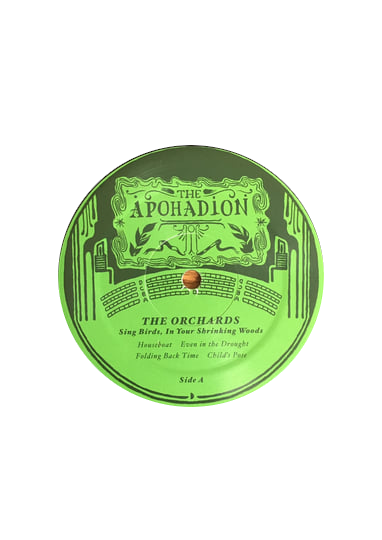 THE
APOHADION
THE ORCHARDS
Sing Birds, In Your Shrinking Woods
Houseboat Even in the Drought
Folding Back Time Child's Pose
Side A